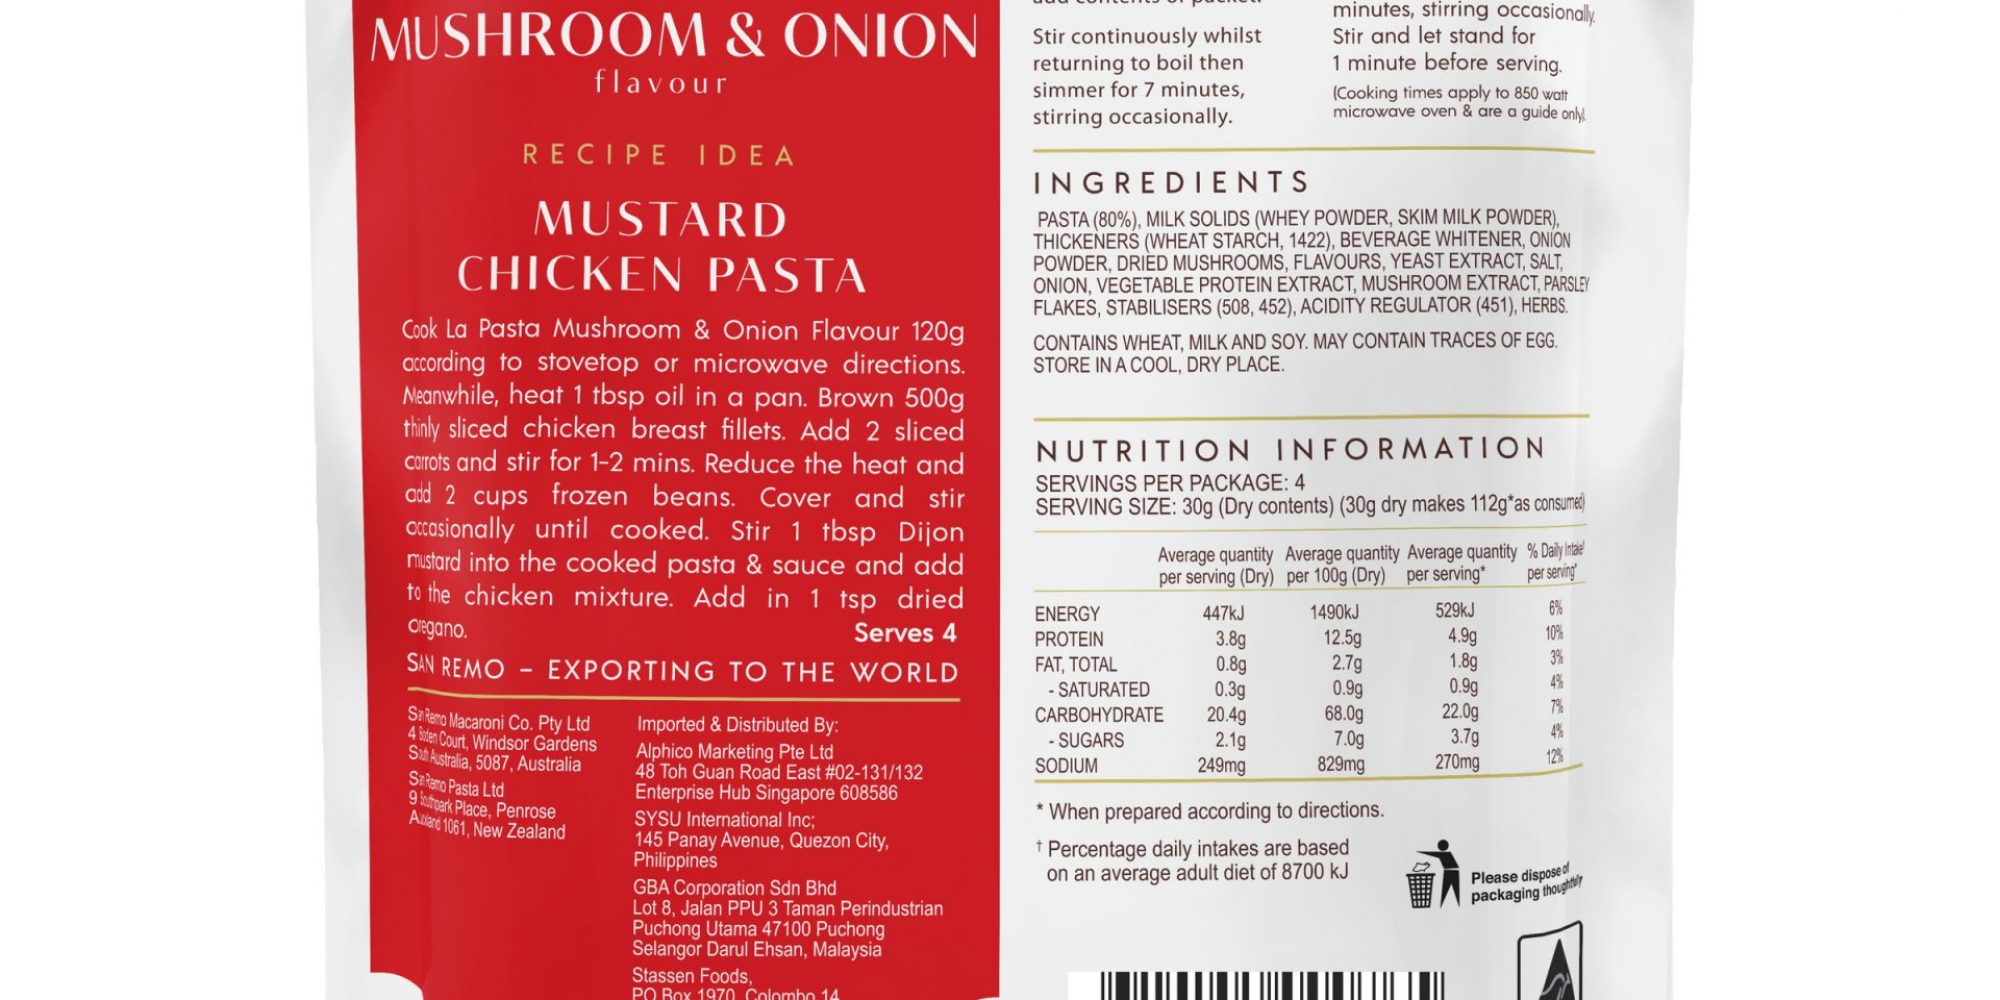 MUSHROOM & ONION
flavour
RECIPE IDEA
MUSTARD
CHICKEN PASTA
Cook La Pasta Mushroom & Onion Flavour 120g
according to stovetop or microwave directions.
Meanwhile, heat 1 tbsp oil in a pan. Brown 500g
thinly sliced chicken breast fillets. Add 2 sliced
carrots and stir for 1-2 mins. Reduce the heat and
add 2 cups frozen beans. Cover and stir
occasionally until cooked. Stir 1 tbsp Dijon
mustard into the cooked pasta & sauce and add
to the chicken mixture. Add in 1 tsp dried
oregano.
Serves 4
SAN REMO – EXPORTING TO THE WORLD
San Remo Macaroni Co. Pty Ltd
4 Boden Court, Windsor Gardens
South Australia, 5087, Australia
San Remo Pasta Ltd
9 Southpark Place, Penrose
Auckland 1061, New Zealand
Imported & Distributed By:
Alphico Marketing Pte Ltd
48 Toh Guan Road East #02-131/132
Enterprise Hub Singapore 608586
SYSU International Inc;
145 Panay Avenue, Quezon City,
Philippines
GBA Corporation Sdn Bhd
Lot 8, Jalan PPU 3 Taman Perindustrian
Puchong Utama 47100 Puchong
Selangor Darul Ehsan, Malaysia
Stassen Foods,
PO Box 1970, Colombo 14
add contents of packet.
Stir continuously whilst
returning to boil then
simmer for 7 minutes,
stirring occasionally.
minutes, stirring occasionally.
Stir and let stand for
1 minute before serving.
(Cooking times apply to 850 watt
microwave oven & are a guide only).
INGREDIENTS
PASTA (80%), MILK SOLIDS (WHEY POWDER, SKIM MILK POWDER),
THICKENERS (WHEAT STARCH, 1422), BEVERAGE WHITENER, ONION
POWDER, DRIED MUSHROOMS, FLAVOURS, YEAST EXTRACT, SALT,
ONION, VEGETABLE PROTEIN EXTRACT, MUSHROOM EXTRACT, PARSLEY
FLAKES, STABILISERS (508, 452), ACIDITY REGULATOR (451), HERBS.
CONTAINS WHEAT, MILK AND SOY. MAY CONTAIN TRACES OF EGG.
STORE IN A COOL, DRY PLACE.
NUTRITION INFORMATION
SERVINGS PER PACKAGE: 4
SERVING SIZE: 30g (Dry contents) (30g dry makes 112g*as consumed)
Average quantity Average quantity Average quantity % Daily Intake†
per serving (Dry) per 100g (Dry) per serving* per serving*
ENERGY 447kJ 1490kJ 529kJ 6%
PROTEIN 3.8g 12.5g 4.9g 10%
FAT, TOTAL 0.8g 2.7g 1.8g 3%
- SATURATED 0.3g 0.9g 0.9g 4%
CARBOHYDRATE 20.4g 68.0g 22.0g 7%
- SUGARS 2.1g 7.0g 3.7g 4%
SODIUM 249mg 829mg 270mg 12%
* When prepared according to directions.
† Percentage daily intakes are based
on an average adult diet of 8700 kJ
Please dispose of
packaging thoughtfully